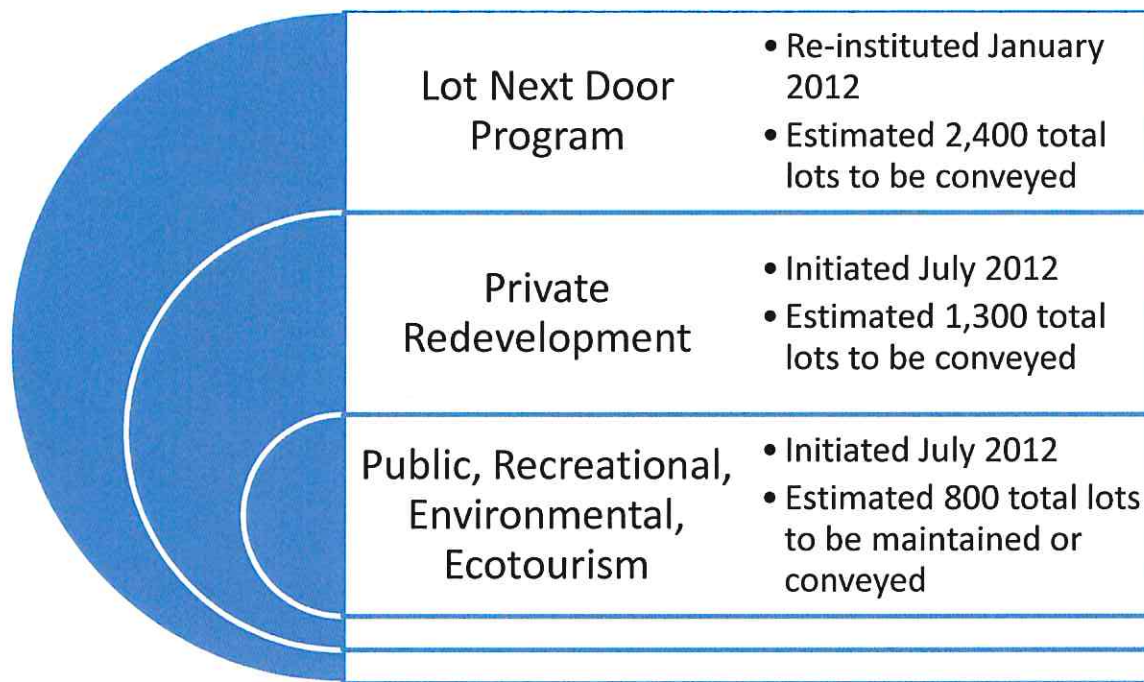 Lot Next Door
Program
• Re-instituted January
2012
• Estimated 2,400 total
lots to be conveyed
Private
Redevelopment
• Initiated July 2012
• Estimated 1,300 total
lots to be conveyed
Public, Recreational,
Environmental,
Ecotourism
• Initiated July 2012
• Estimated 800 total lots
to be maintained or
conveyed